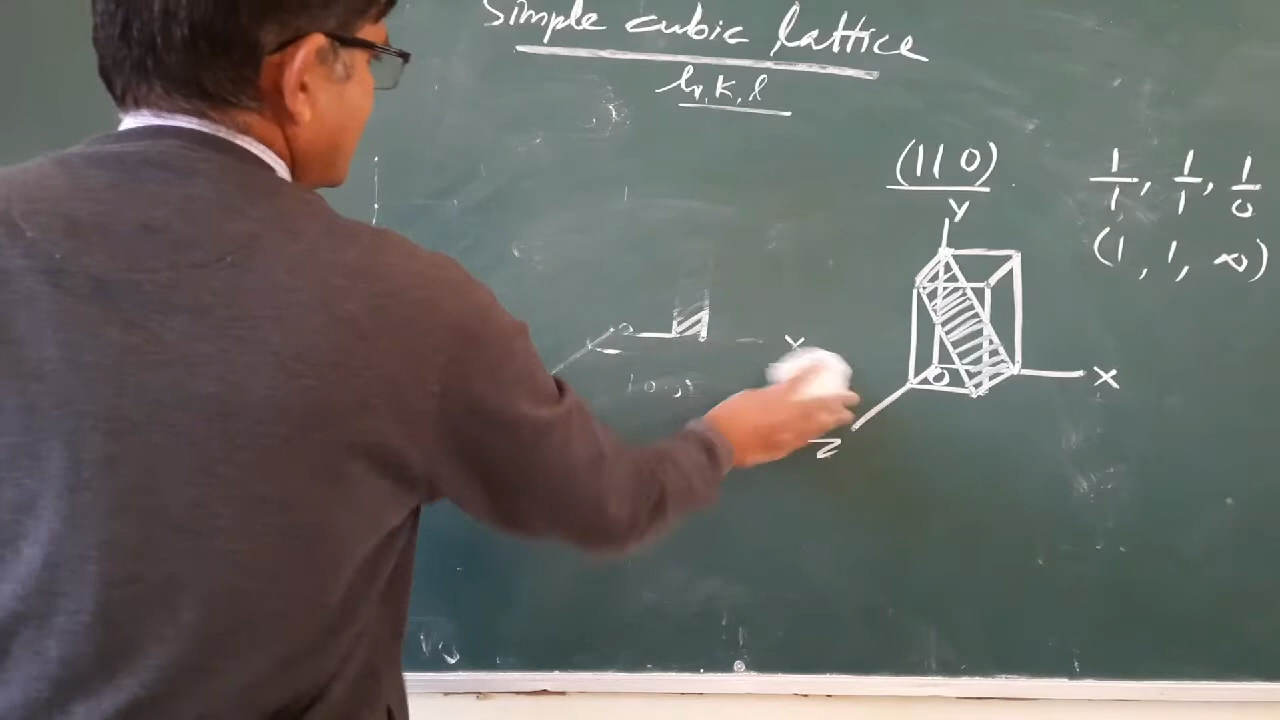 Simple cubic lattice
h, k, l
(110)
1/1, 1/1, 1/0
(1, 1, ∞)
Y
X
O
X
Z